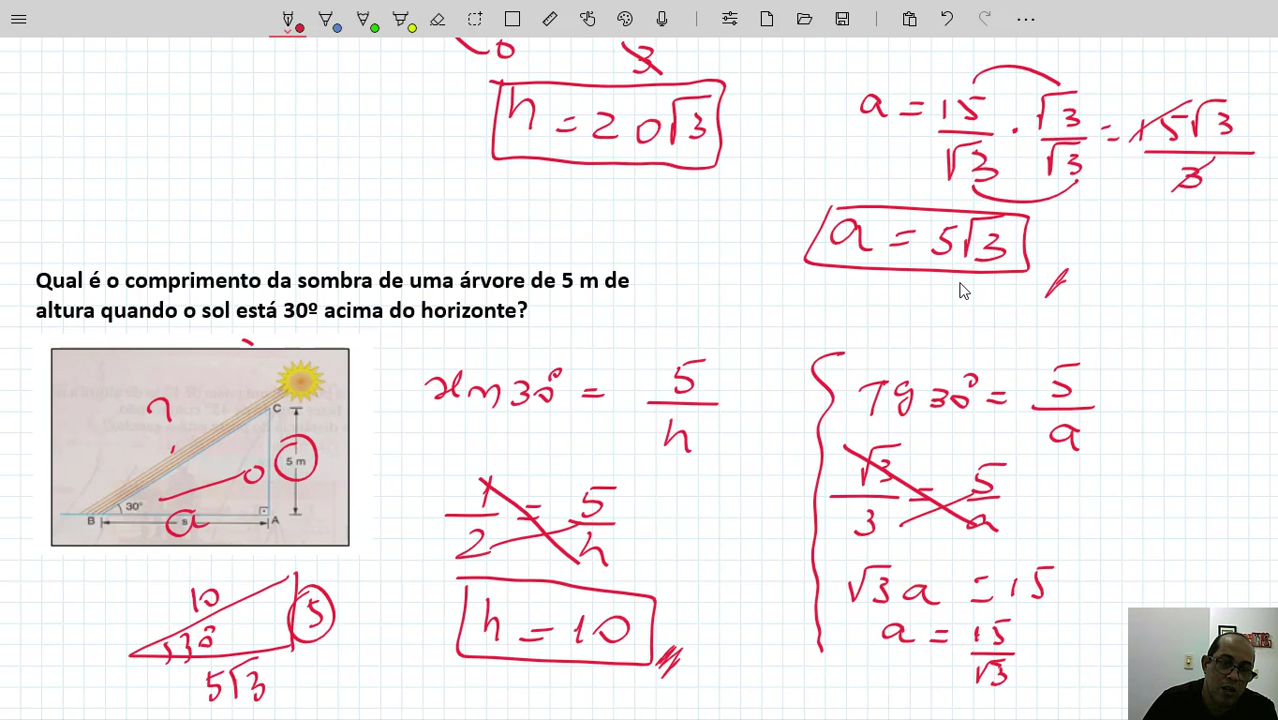 3
h = 20√3
a = 15/√3 · √3/√3 = 15√3/3
a = 5√3
Qual é o comprimento da sombra de uma árvore de 5 m de
altura quando o sol está 30º acima do horizonte?
C
5 m
30°
B
s
a
A
sen 30° = 5/h
1/2 = 5/h
h = 10
Tg 30° = 5/a
√3/3 = 5/a
√3a = 15
a = 15/√3
10
30°
5
5√3